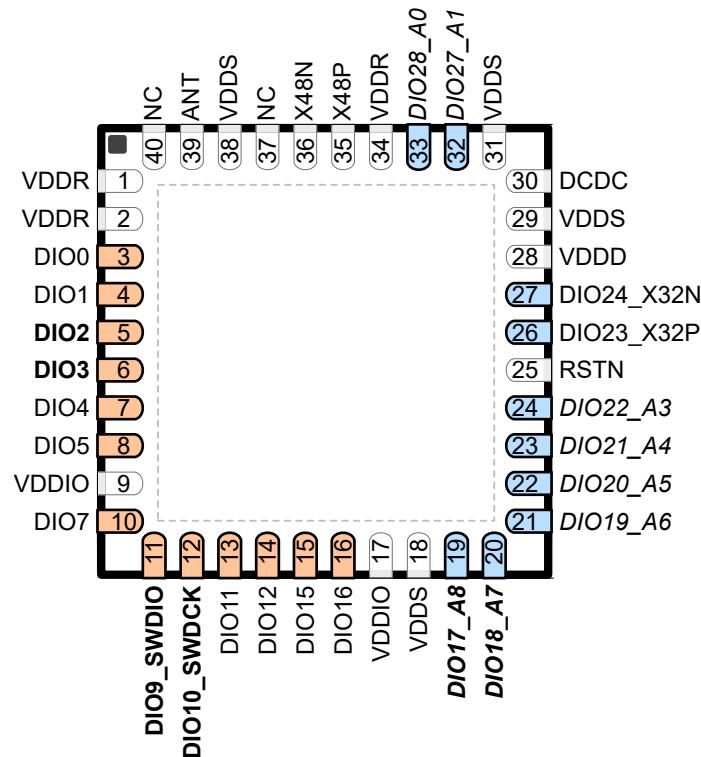 NC
ANT
VDDS
NC
X48N
X48P
VDDR
DIO28_A0
DIO27_A1
VDDS
40
39
38
37
36
35
34
33
32
31
VDDR 1
VDDR 2
DIO0 3
DIO1 4
DIO2 5
DIO3 6
DIO4 7
DIO5 8
VDDIO 9
DIO7 10
30 DCDC
29 VDDS
28 VDDD
27 DIO24_X32N
26 DIO23_X32P
25 RSTN
24 DIO22_A3
23 DIO21_A4
22 DIO20_A5
21 DIO19_A6
11
12
13
14
15
16
17
18
19
20
DIO9_SWDIO
DIO10_SWDCK
DIO11
DIO12
DIO15
DIO16
VDDIO
VDDS
DIO17_A8
DIO18_A7